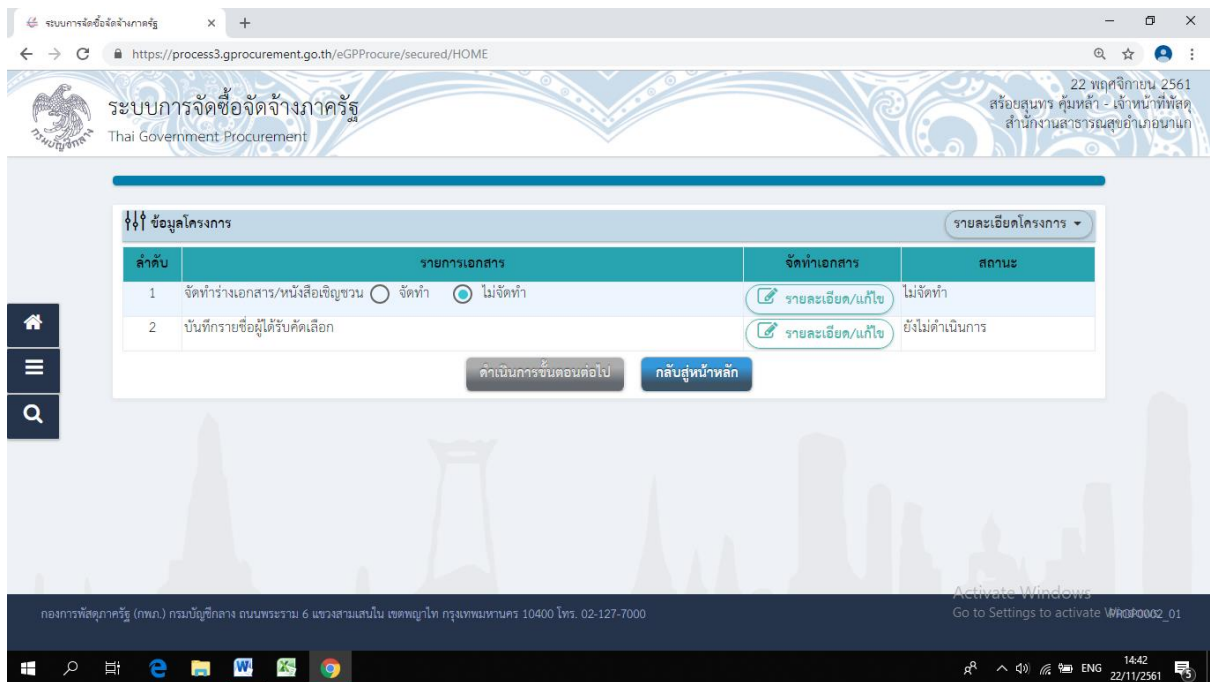 ระบบการจัดซื้อจัดจ้างภาครัฐ
https://process3.gprocurement.go.th/eGPProcure/secured/HOME
กรมบัญชีกลาง
ระบบการจัดซื้อจัดจ้างภาครัฐ
Thai Government Procurement
22 พฤศจิกายน 2561
สร้อยสุนทร คุ้มหล้า - เจ้าหน้าที่พัสดุ
สำนักงานสาธารณสุขอำเภอนาแก
ข้อมูลโครงการ รายละเอียดโครงการ
ลำดับ รายการเอกสาร จัดทำเอกสาร สถานะ
1 จัดทำร่างเอกสาร/หนังสือเชิญชวน จัดทำ ไม่จัดทำ รายละเอียด/แก้ไข ไม่จัดทำ
2 บันทึกรายชื่อผู้ได้รับคัดเลือก รายละเอียด/แก้ไข ยังไม่ดำเนินการ
ดำเนินการขั้นตอนต่อไป กลับสู่หน้าหลัก
Activate Windows
กองการพัสดุภาครัฐ (กพภ.) กรมบัญชีกลาง ถนนพระราม 6 แขวงสามเสนใน เขตพญาไท กรุงเทพมหานคร 10400 โทร. 02-127-7000
Go to Settings to activate Windows
PROP0002_01
ENG 14:42
22/11/2561
5